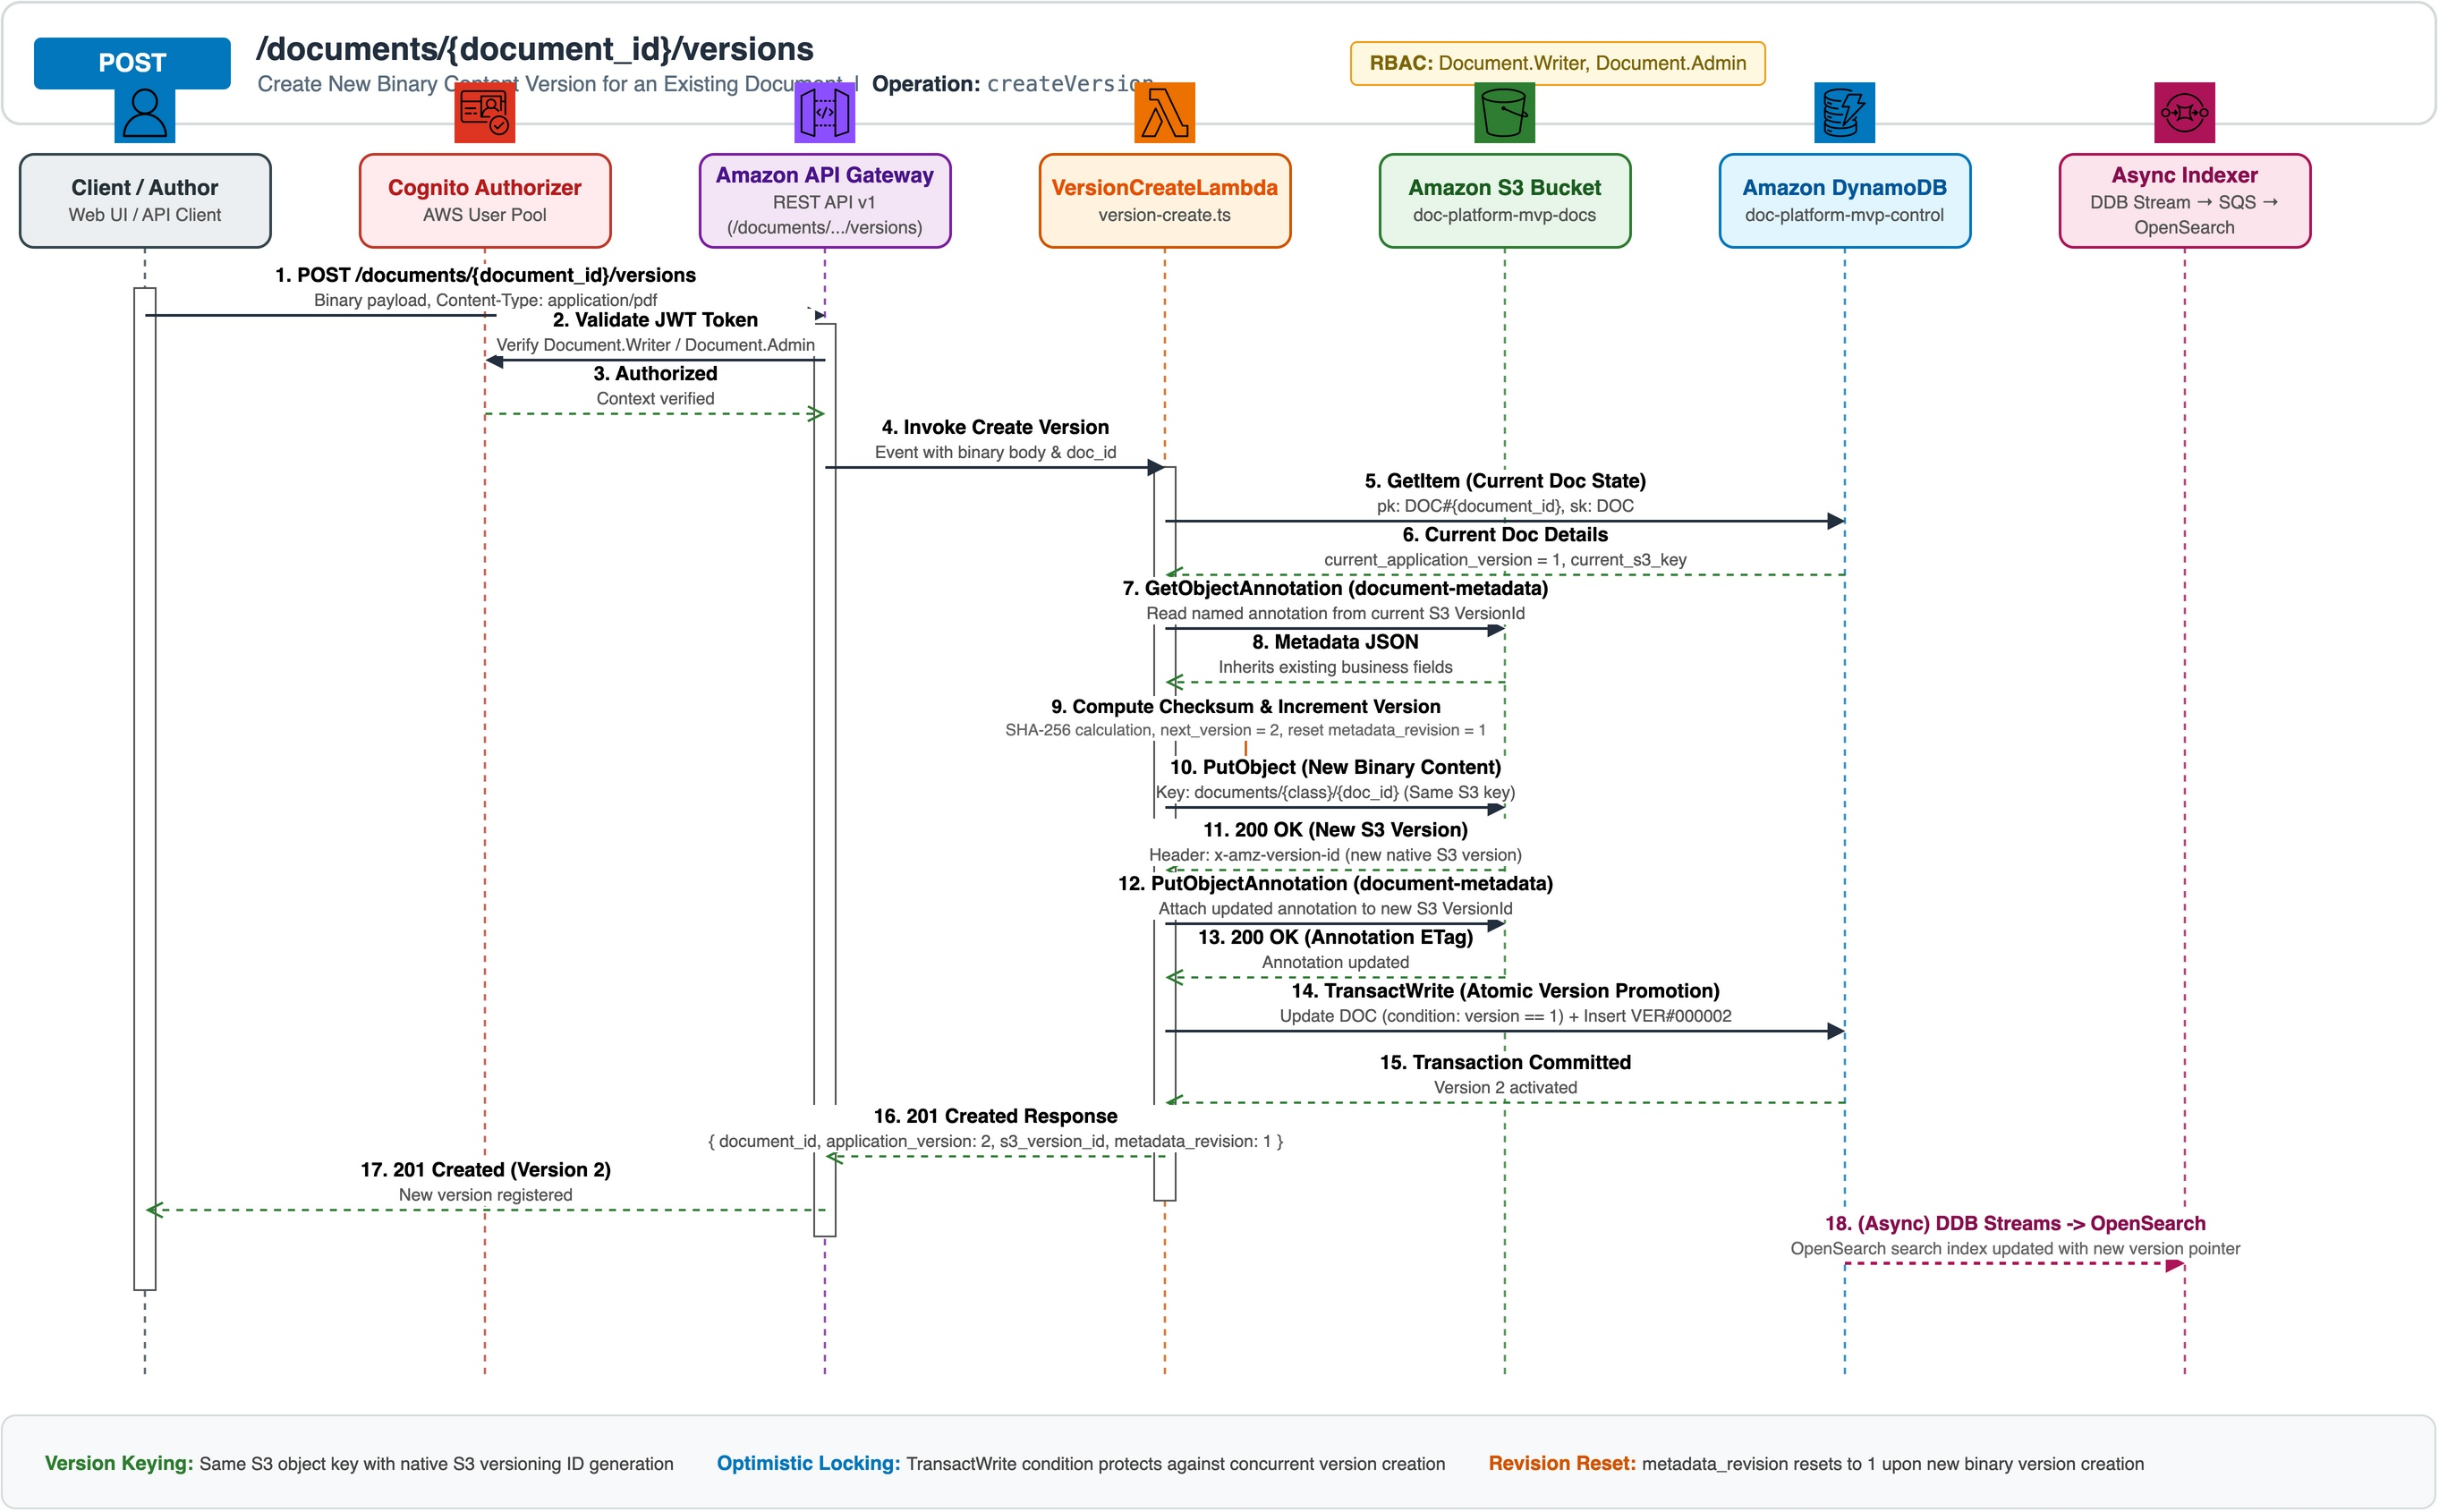 POST
/documents/{document_id}/versions
Create New Binary Content Version for an Existing Document | Operation: createVersion
RBAC: Document.Writer, Document.Admin
Client / Author
Web UI / API Client
Cognito Authorizer
AWS User Pool
Amazon API Gateway
REST API v1
(/documents/.../versions)
VersionCreateLambda
version-create.ts
Amazon S3 Bucket
doc-platform-mvp-docs
Amazon DynamoDB
doc-platform-mvp-control
Async Indexer
DDB Stream → SQS →
OpenSearch
1. POST /documents/{document_id}/versions
Binary payload, Content-Type: application/pdf
2. Validate JWT Token
Verify Document.Writer / Document.Admin
3. Authorized
Context verified
4. Invoke Create Version
Event with binary body & doc_id
5. GetItem (Current Doc State)
pk: DOC#{document_id}, sk: DOC
6. Current Doc Details
current_application_version = 1, current_s3_key
7. GetObjectAnnotation (document-metadata)
Read named annotation from current S3 VersionId
8. Metadata JSON
Inherits existing business fields
9. Compute Checksum & Increment Version
SHA-256 calculation, next_version = 2, reset metadata_revision = 1
10. PutObject (New Binary Content)
Key: documents/{class}/{doc_id} (Same S3 key)
11. 200 OK (New S3 Version)
Header: x-amz-version-id (new native S3 version)
12. PutObjectAnnotation (document-metadata)
Attach updated annotation to new S3 VersionId
13. 200 OK (Annotation ETag)
Annotation updated
14. TransactWrite (Atomic Version Promotion)
Update DOC (condition: version == 1) + Insert VER#000002
15. Transaction Committed
Version 2 activated
16. 201 Created Response
{ document_id, application_version: 2, s3_version_id, metadata_revision: 1 }
17. 201 Created (Version 2)
New version registered
18. (Async) DDB Streams -> OpenSearch
OpenSearch search index updated with new version pointer
Version Keying: Same S3 object key with native S3 versioning ID generation
Optimistic Locking: TransactWrite condition protects against concurrent version creation
Revision Reset: metadata_revision resets to 1 upon new binary version creation